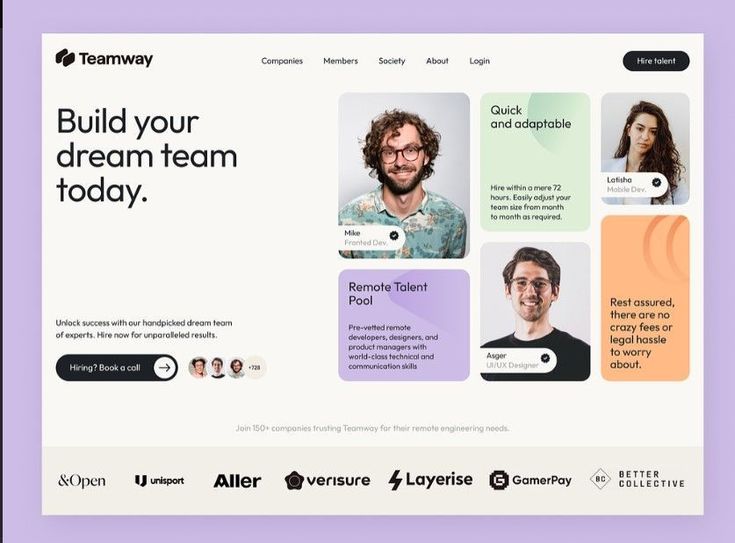 Teamway
Companies Members Society About Login
Hire talent
Build your
dream team
today.
Unlock success with our handpicked dream team
of experts. Hire now for unparalleled results.
Hiring? Book a call
+728
Mike
Fronted Dev.
Remote Talent
Pool
Pre-vetted remote
developers, designers, and
product managers with
world-class technical and
communication skills
Quick
and adaptable
Hire within a mere 72
hours. Easily adjust your
team size from month
to month as required.
Asger
UI/UX Designer
Latisha
Mobile Dev.
Rest assured,
there are no
crazy fees or
legal hassle
to worry
about.
Join 150+ companies trusting Teamway for their remote engineering needs.
&Open
unisport
Aller
verisure
Layerise
GamerPay
BC
BETTER
COLLECTIVE